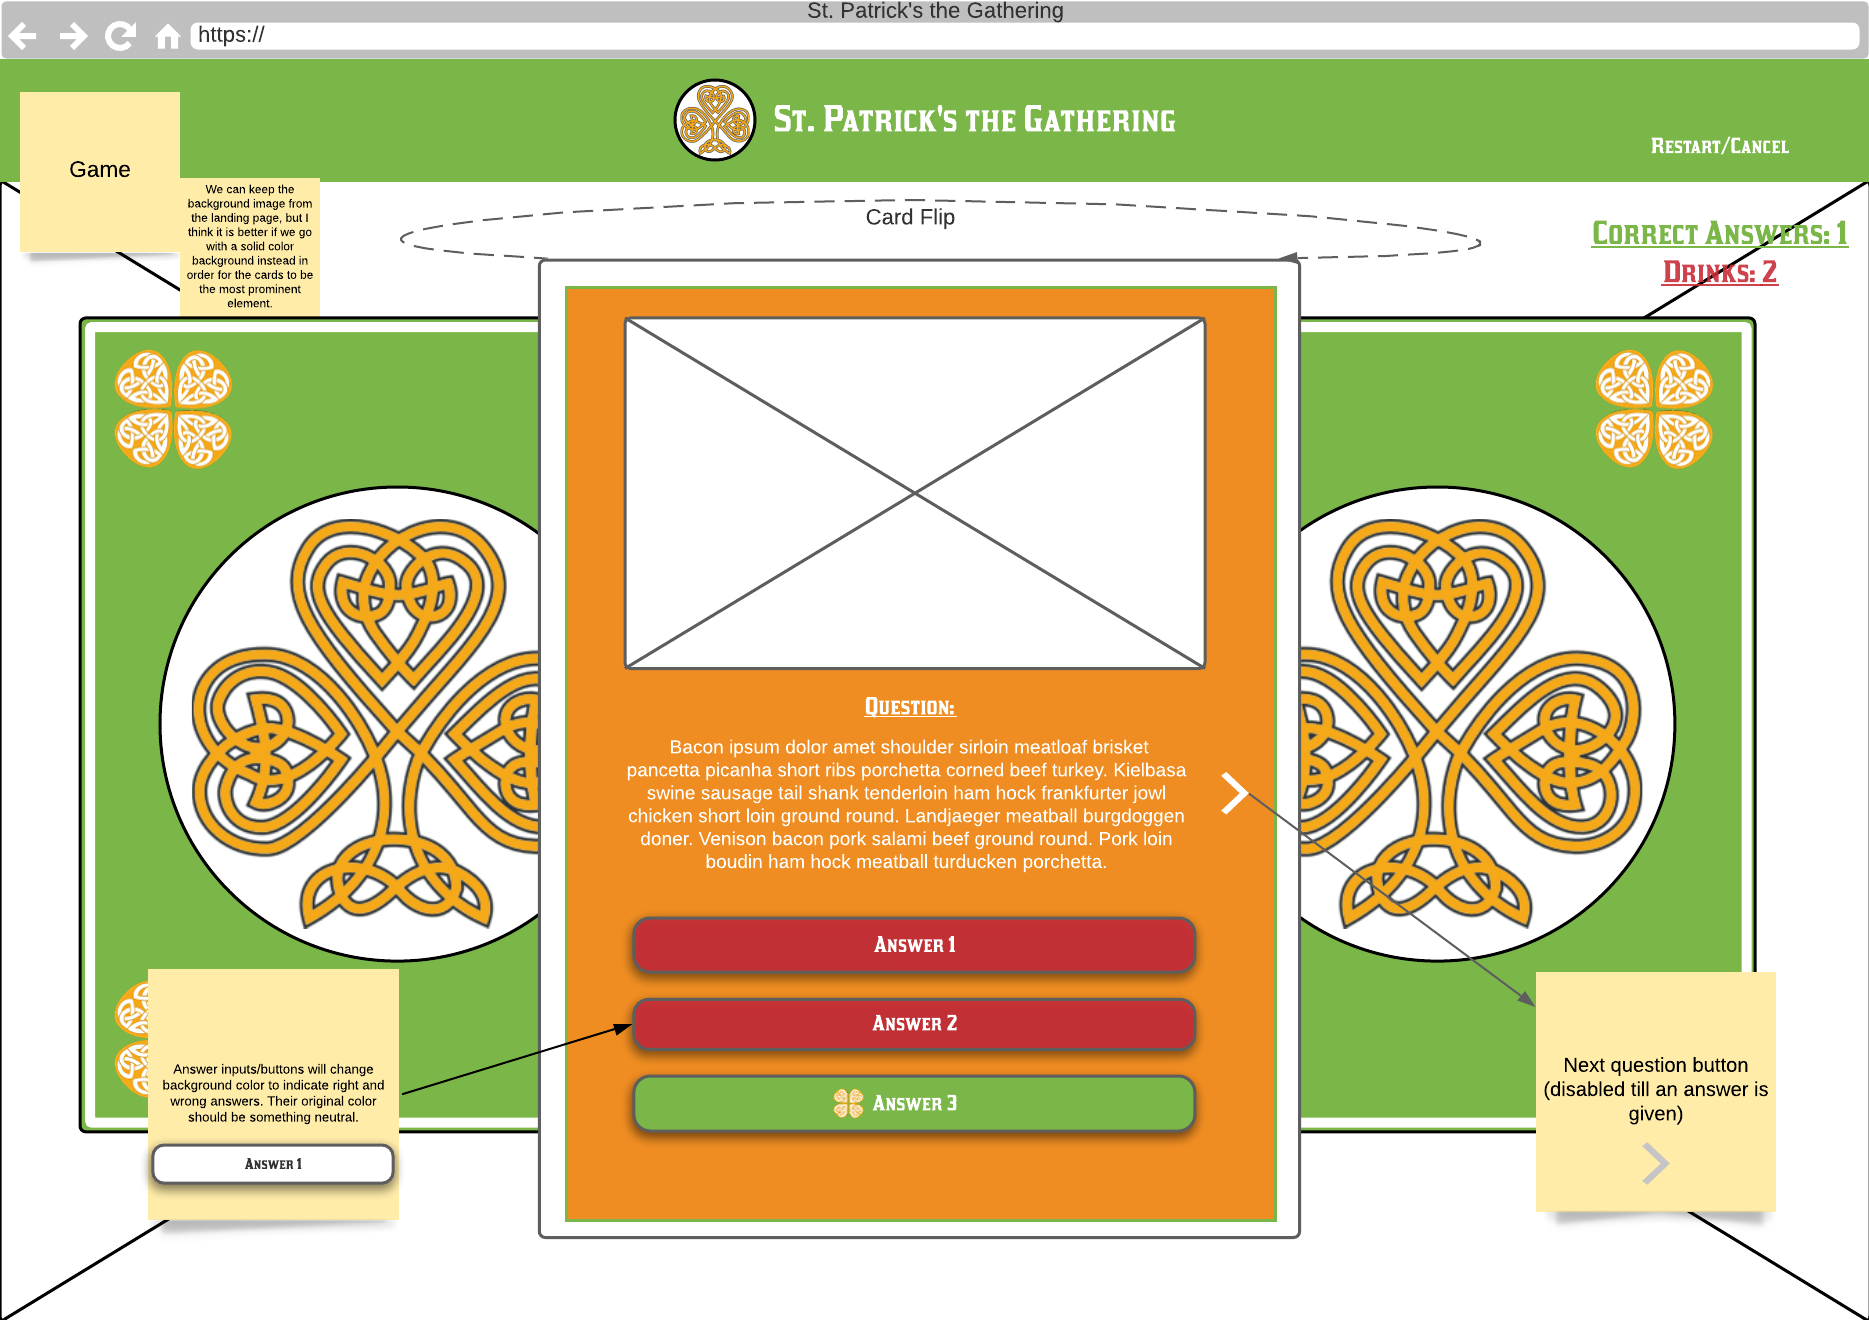 St. Patrick's the Gathering
https://
St. Patrick's the Gathering
Restart/Cancel
Game
We can keep the
background image from
the landing page, but I
think it is better if we go
with a solid color
background instead in
order for the cards to be
the most prominent
element.
Card Flip
Correct Answers: 1
Drinks: 2
Question:
Bacon ipsum dolor amet shoulder sirloin meatloaf brisket
pancetta picanha short ribs porchetta corned beef turkey. Kielbasa
swine sausage tail shank tenderloin ham hock frankfurter jowl
chicken short loin ground round. Landjaeger meatball burgdoggen
doner. Venison bacon pork salami beef ground round. Pork loin
boudin ham hock meatball turducken porchetta.
Answer 1
Answer 2
Answer 3
Answer inputs/buttons will change
background color to indicate right and
wrong answers. Their original color
should be something neutral.
Answer 1
Next question button
(disabled till an answer is
given)